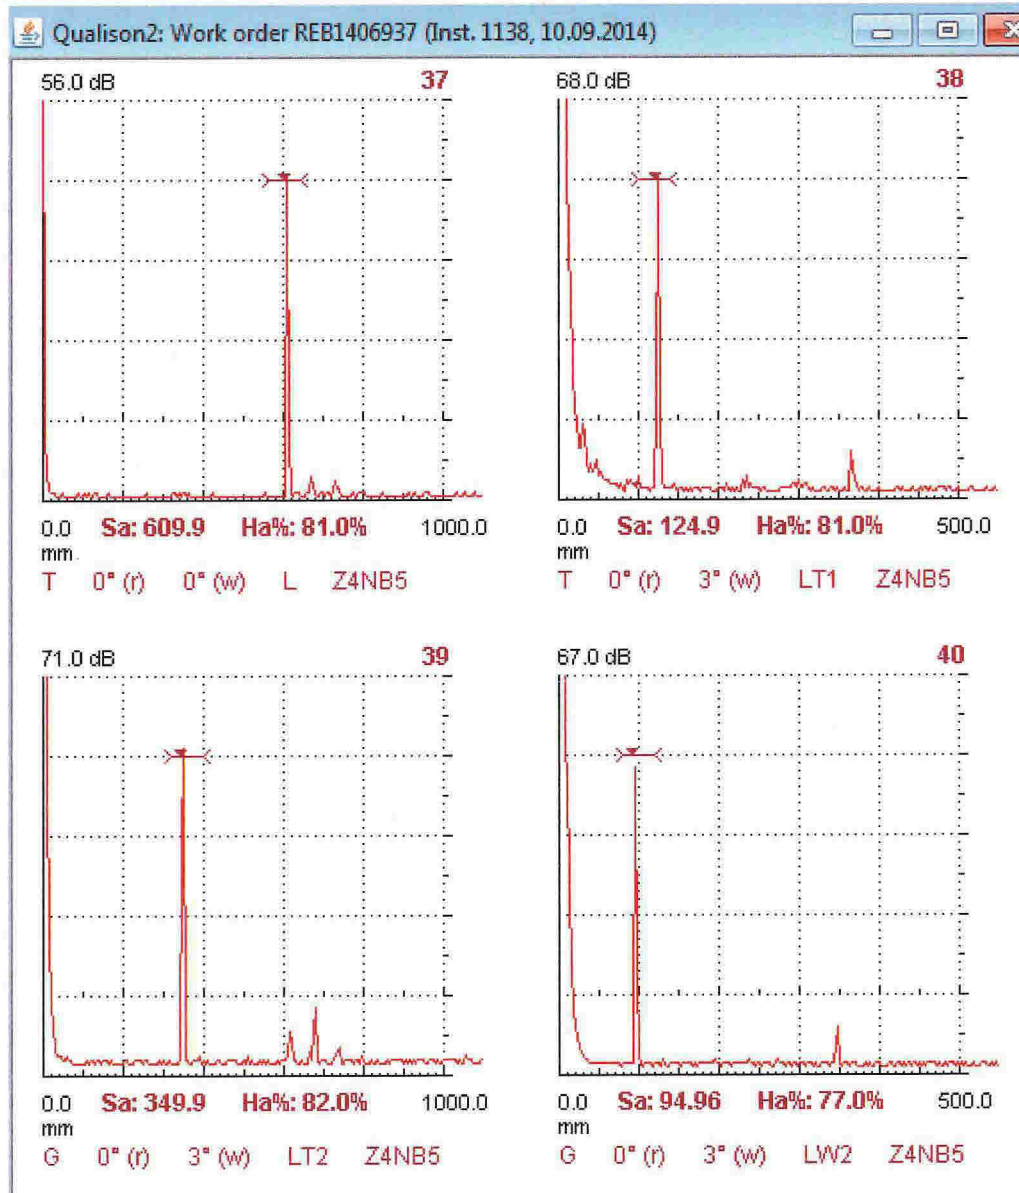 Qualison2: Work order REB1406937 (Inst. 1138, 10.09.2014)
56.0 dB 37
0.0 Sa: 609.9 Ha%: 81.0% 1000.0
mm
T 0° (r) 0° (w) L Z4NB5
68.0 dB 38
0.0 Sa: 124.9 Ha%: 81.0% 500.0
mm
T 0° (r) 3° (w) LT1 Z4NB5
71.0 dB 39
0.0 Sa: 349.9 Ha%: 82.0% 1000.0
mm
G 0° (r) 3° (w) LT2 Z4NB5
67.0 dB 40
0.0 Sa: 94.96 Ha%: 77.0% 500.0
mm
G 0° (r) 3° (w) LW2 Z4NB5